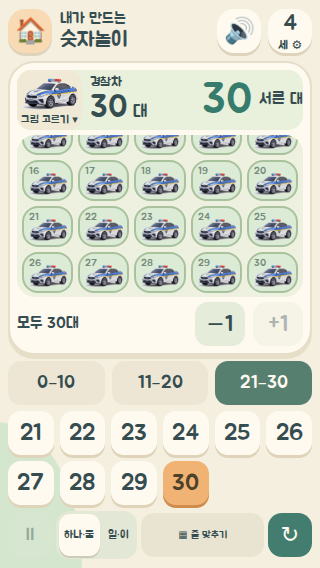 내가 만드는
숫자놀이
4
세 ⚙
경찰차
30 대
30 서른 대
그림 고르기 ▼
16 17 18 19 20
21 22 23 24 25
26 27 28 29 30
모두 30대
−1 +1
0–10 11–20 21–30
21 22 23 24 25 26
27 28 29 30
하나·둘 일·이 ▦ 줄 맞추기 ↻